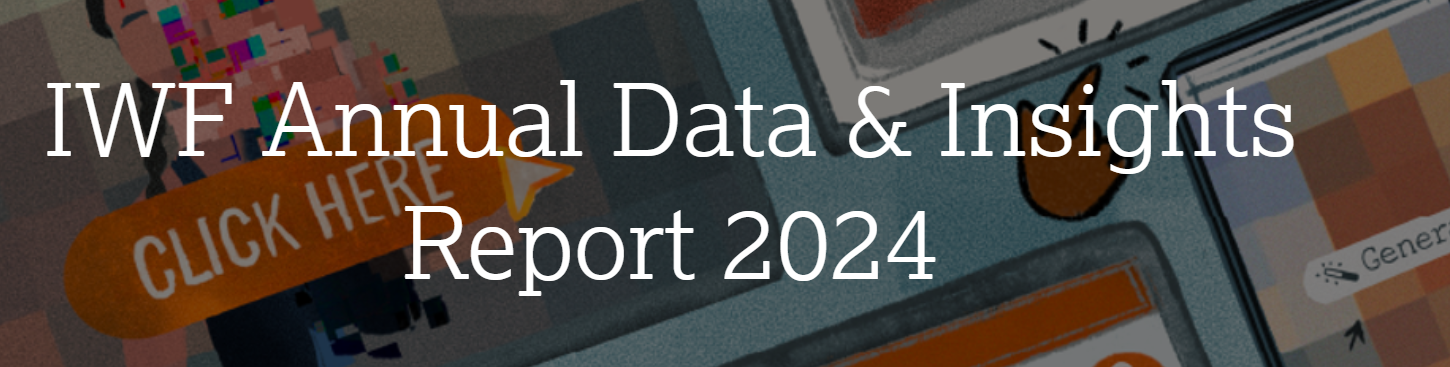 IWF Annual Data & Insights
Report 2024
CLICK HERE